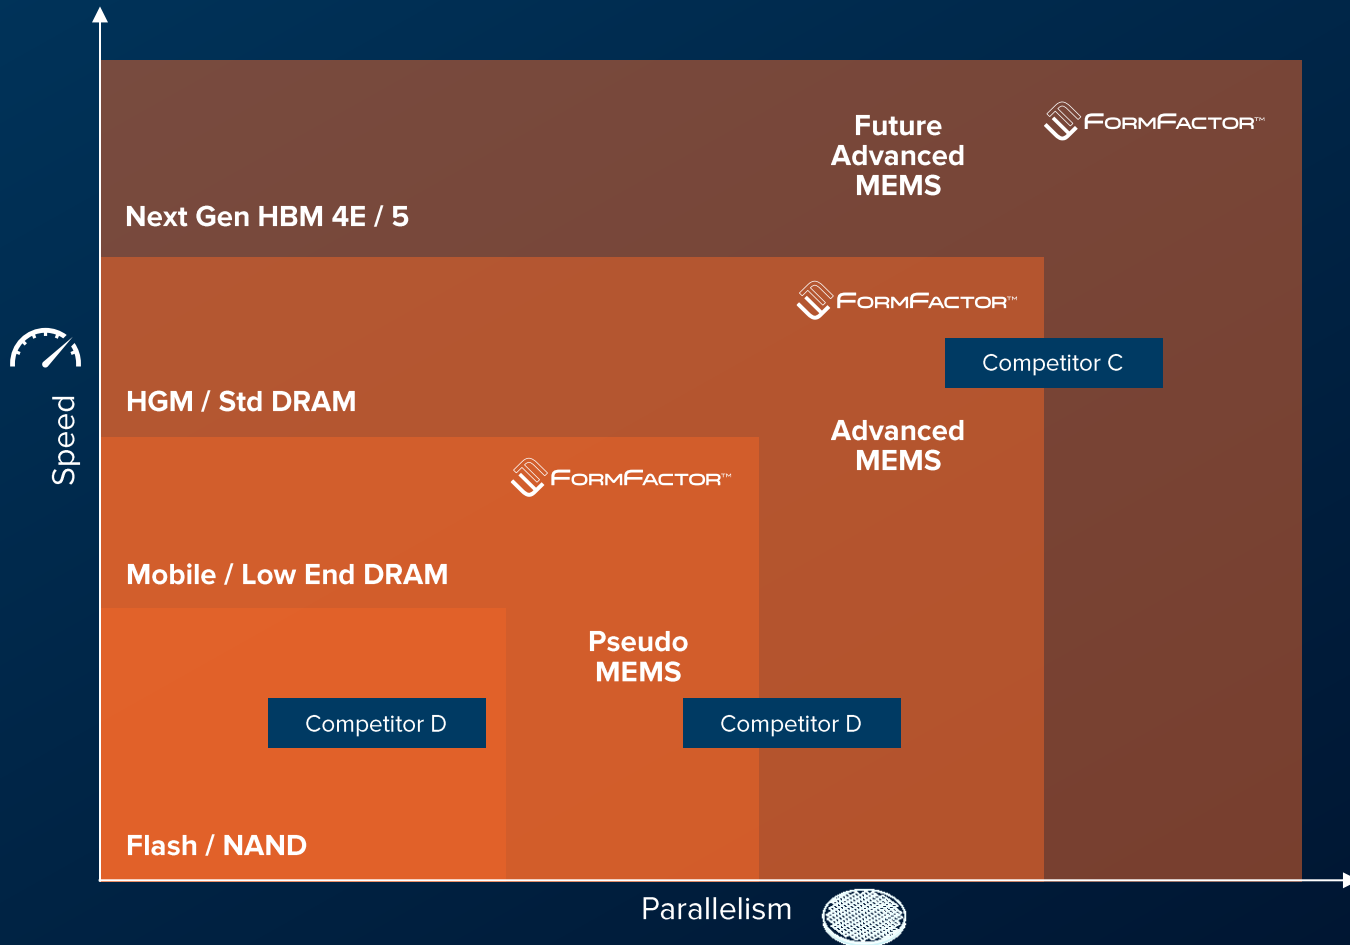 Future
Advanced
MEMS
FORMFACTOR™
Next Gen HBM 4E / 5
FORMFACTOR™
Competitor C
HGM / Std DRAM
Advanced
MEMS
Speed
FORMFACTOR™
Mobile / Low End DRAM
Pseudo
MEMS
Competitor D
Competitor D
Flash / NAND
Parallelism